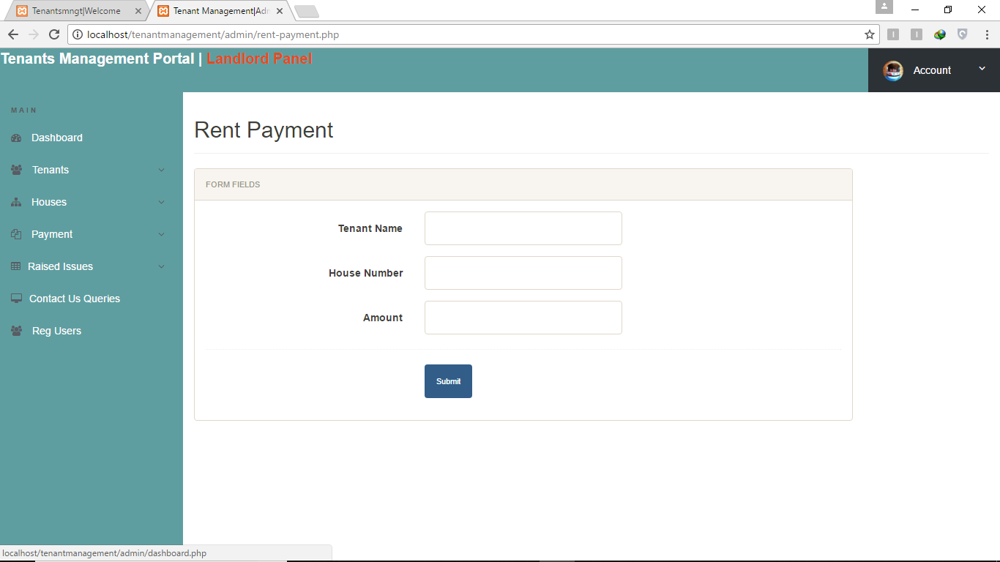 Tenantsmngt|Welcome
Tenant Management|Adn
localhost/tenantmanagement/admin/rent-payment.php
Tenants Management Portal | Landlord Panel
Account
MAIN
Dashboard
Tenants
Houses
Payment
Raised Issues
Contact Us Queries
Reg Users
Rent Payment
FORM FIELDS
Tenant Name
House Number
Amount
Submit
localhost/tenantmanagement/admin/dashboard.php